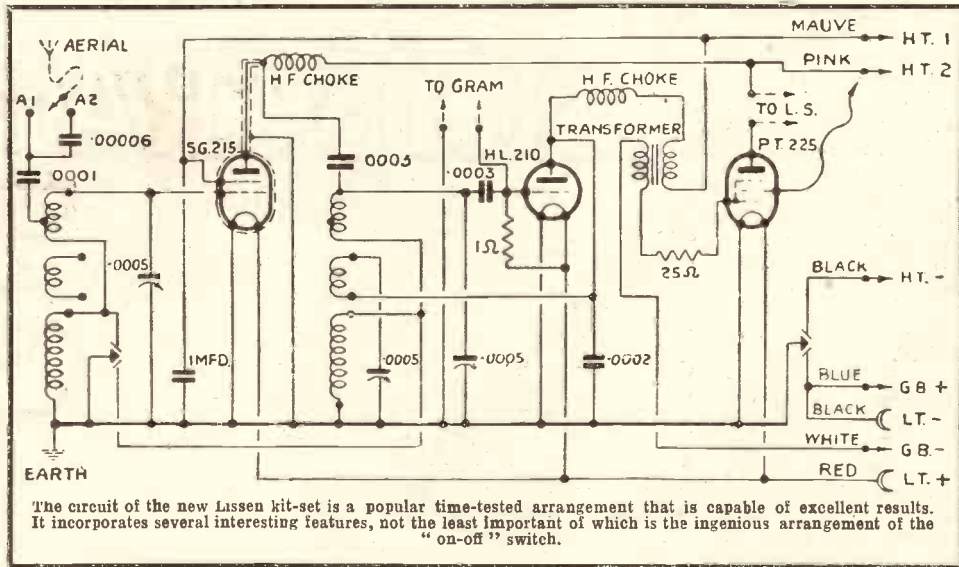 AERIAL
A1 A2
.00006
.0001
.0005
EARTH
SG.215
H.F. CHOKE
1MFD.
.0003
.0005
TO GRAM
.0003
HL.210
1Ω
.0005
.0002
H.F. CHOKE
TRANSFORMER
25Ω
TO L.S.
P.T.225
MAUVE HT. 1
PINK HT. 2
BLACK HT. -
BLUE GB +
BLACK LT. -
WHITE GB. -
RED LT. +
The circuit of the new Lissen kit-set is a popular time-tested arrangement that is capable of excellent results.
It incorporates several interesting features, not the least important of which is the ingenious arrangement of the
“ on-off ” switch.